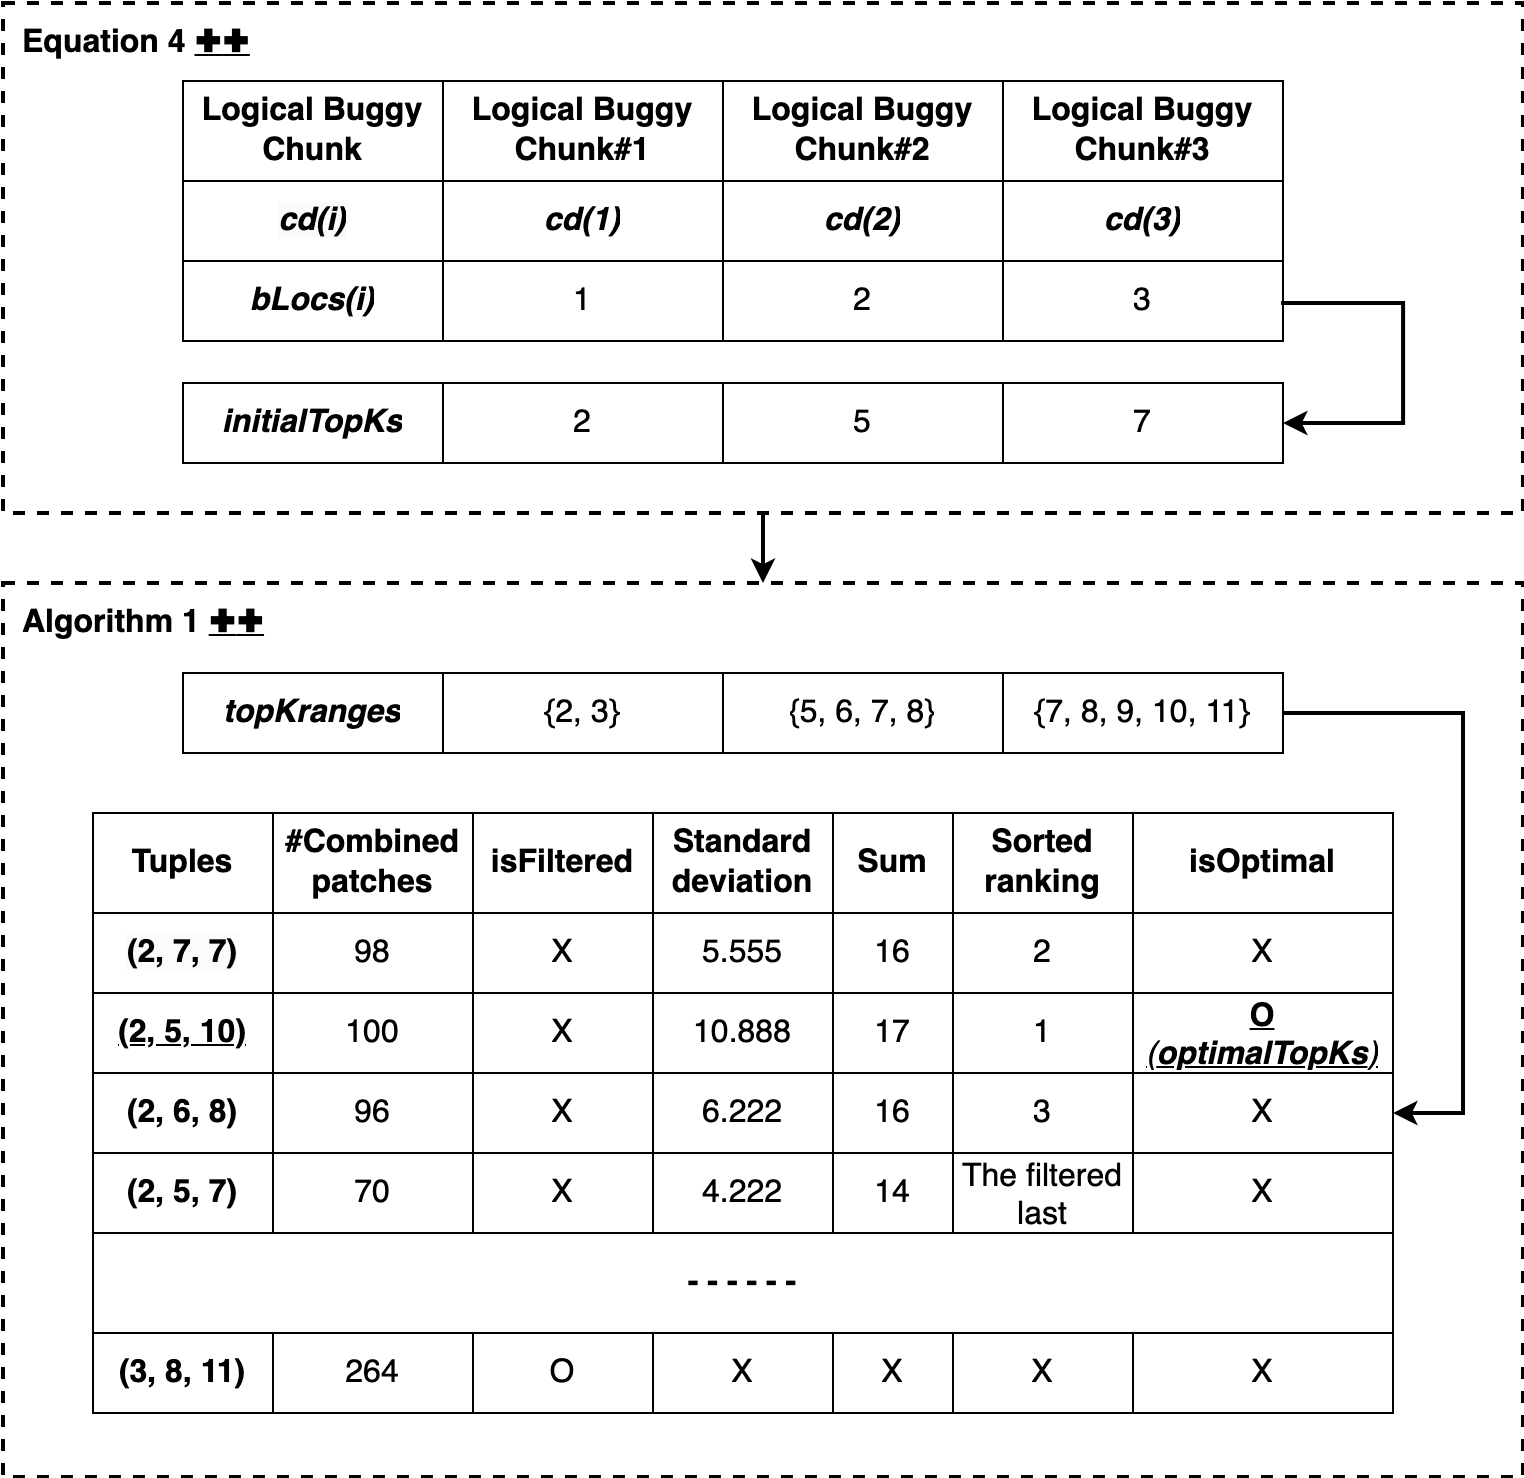 Equation 4 ✚✚
Logical Buggy Chunk Logical Buggy Chunk#1 Logical Buggy Chunk#2 Logical Buggy Chunk#3
cd(i) cd(1) cd(2) cd(3)
bLocs(i) 1 2 3
initialTopKs 2 5 7
Algorithm 1 ✚✚
topKranges {2, 3} {5, 6, 7, 8} {7, 8, 9, 10, 11}
Tuples #Combined patches isFiltered Standard deviation Sum Sorted ranking isOptimal
(2, 7, 7) 98 X 5.555 16 2 X
(2, 5, 10) 100 X 10.888 17 1 O (optimalTopKs)
(2, 6, 8) 96 X 6.222 16 3 X
(2, 5, 7) 70 X 4.222 14 The filtered last X
------
(3, 8, 11) 264 O X X X X